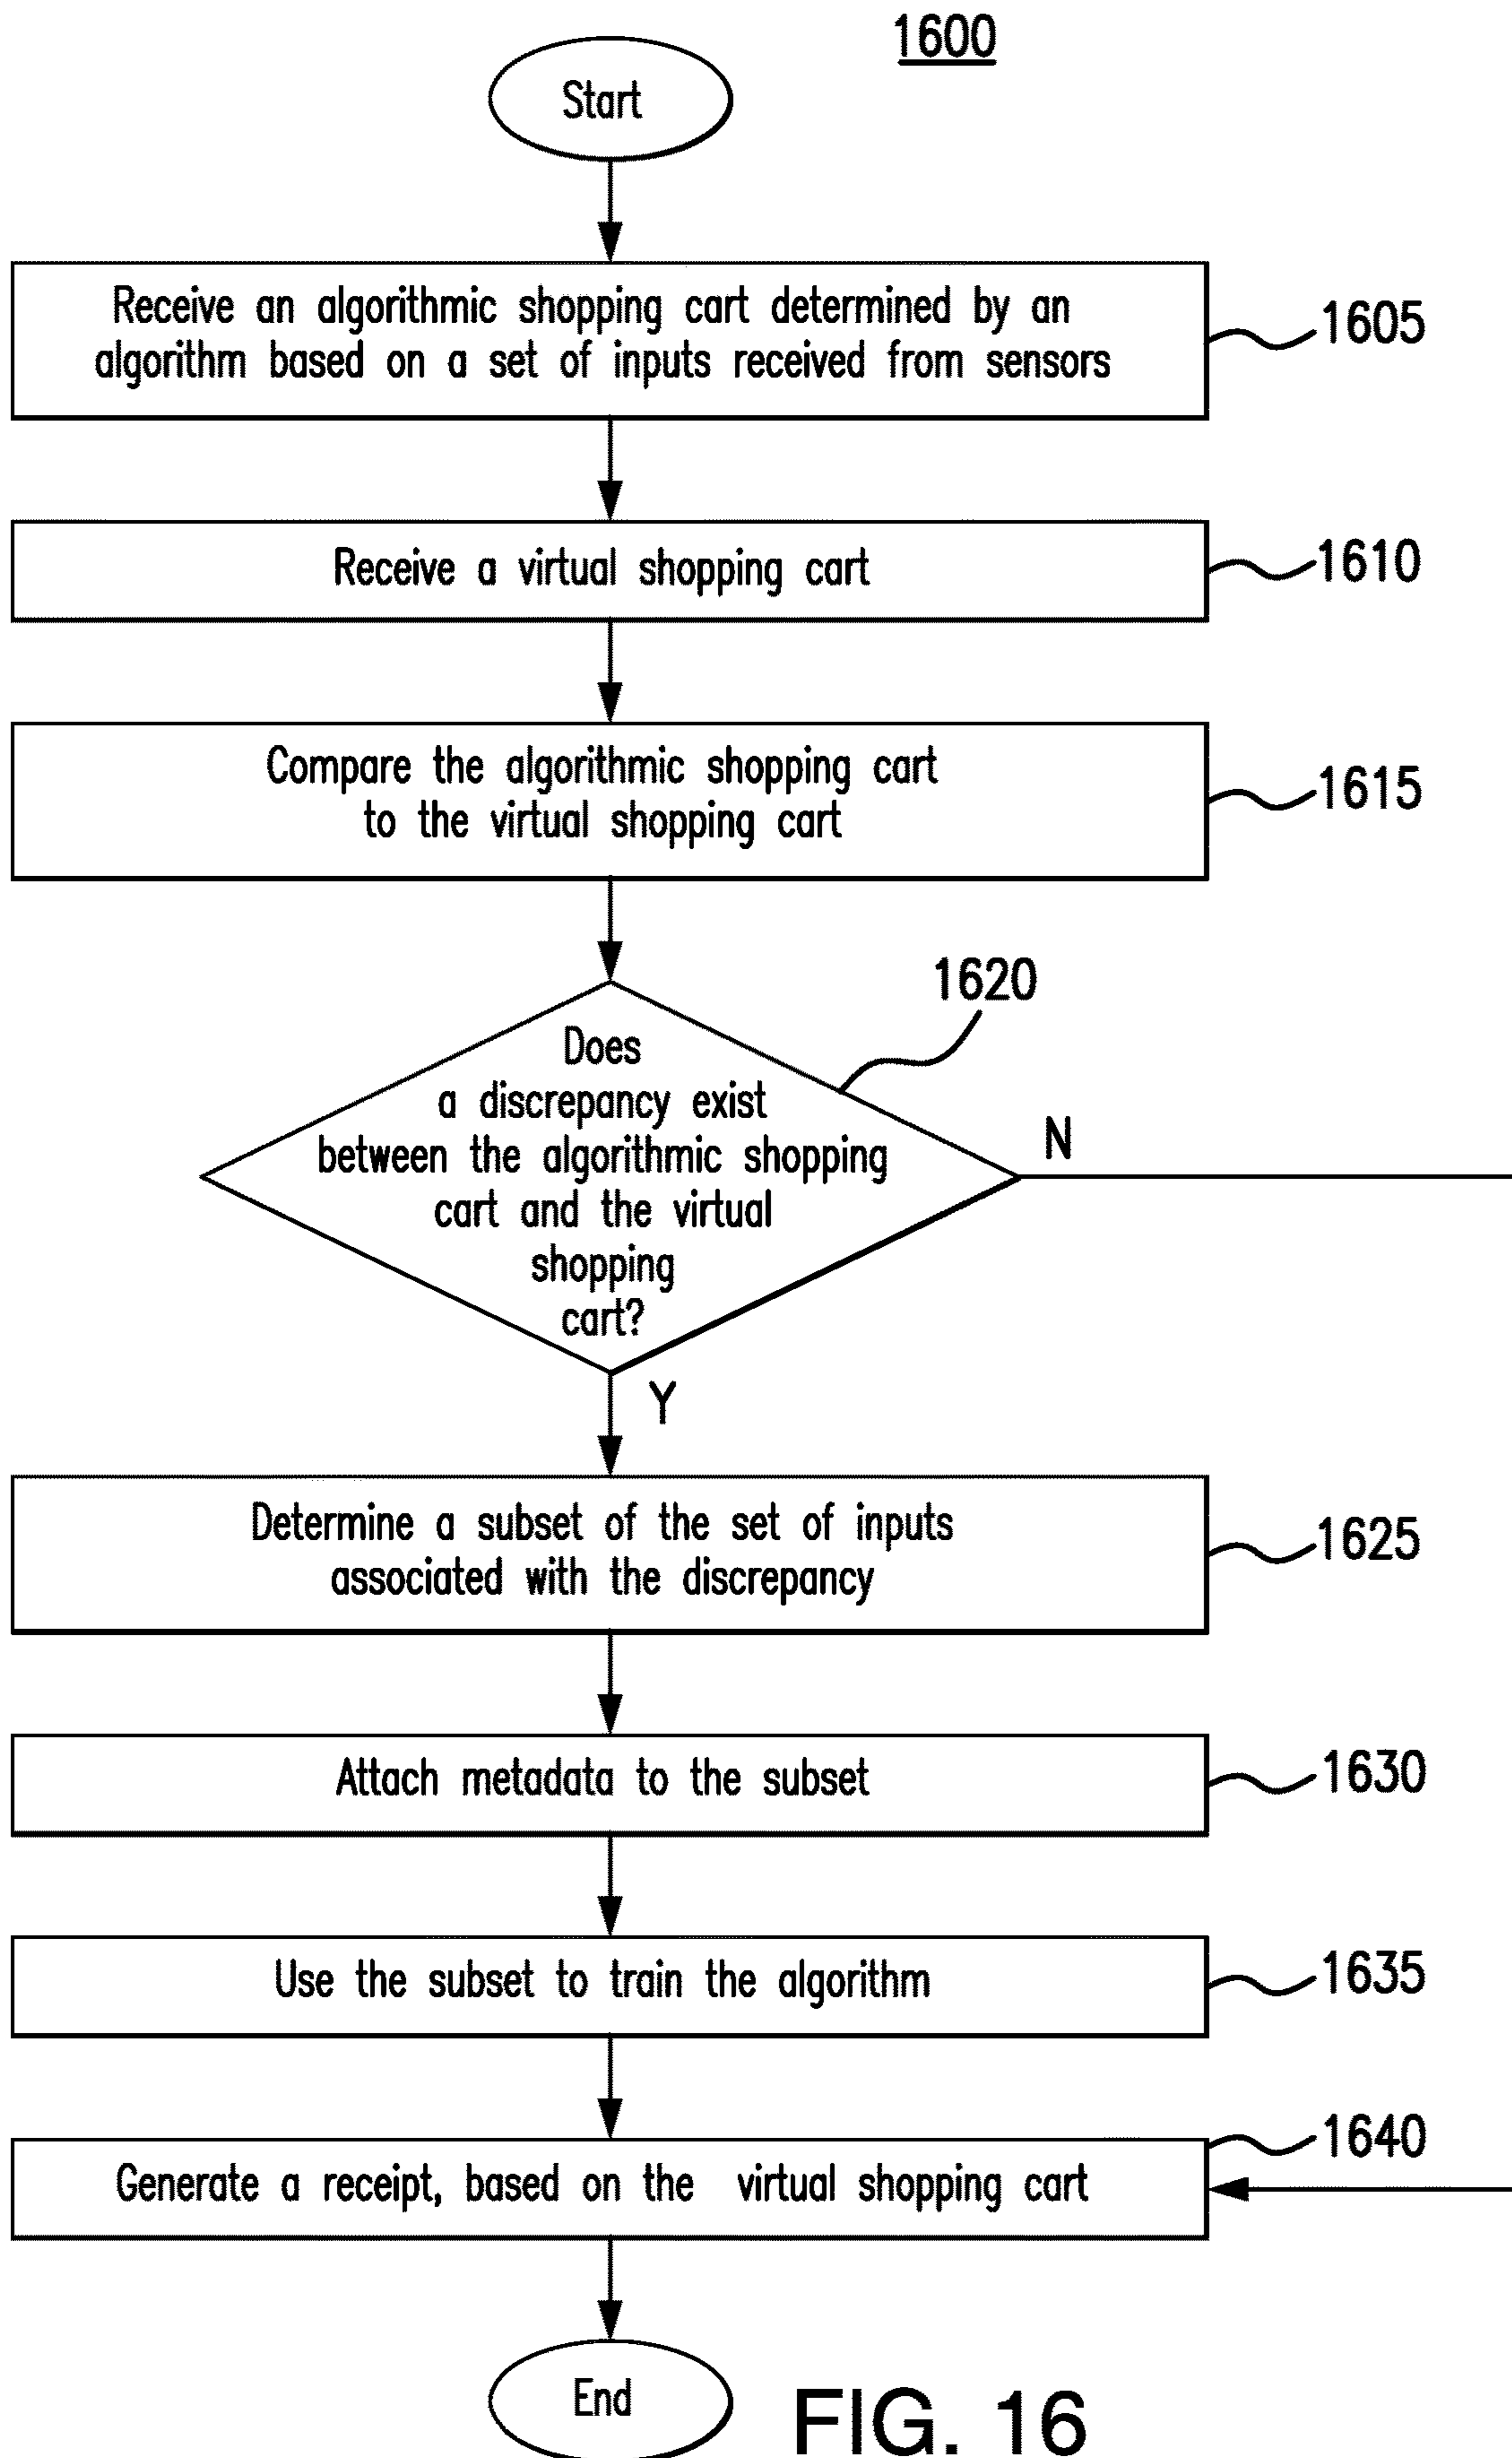 1600
Start
Receive an algorithmic shopping cart determined by an
algorithm based on a set of inputs received from sensors
1605
Receive a virtual shopping cart
1610
Compare the algorithmic shopping cart
to the virtual shopping cart
1615
1620
Does
a discrepancy exist
between the algorithmic shopping
cart and the virtual
shopping
cart?
N
Y
Determine a subset of the set of inputs
associated with the discrepancy
1625
Attach metadata to the subset
1630
Use the subset to train the algorithm
1635
Generate a receipt, based on the virtual shopping cart
1640
End
FIG. 16